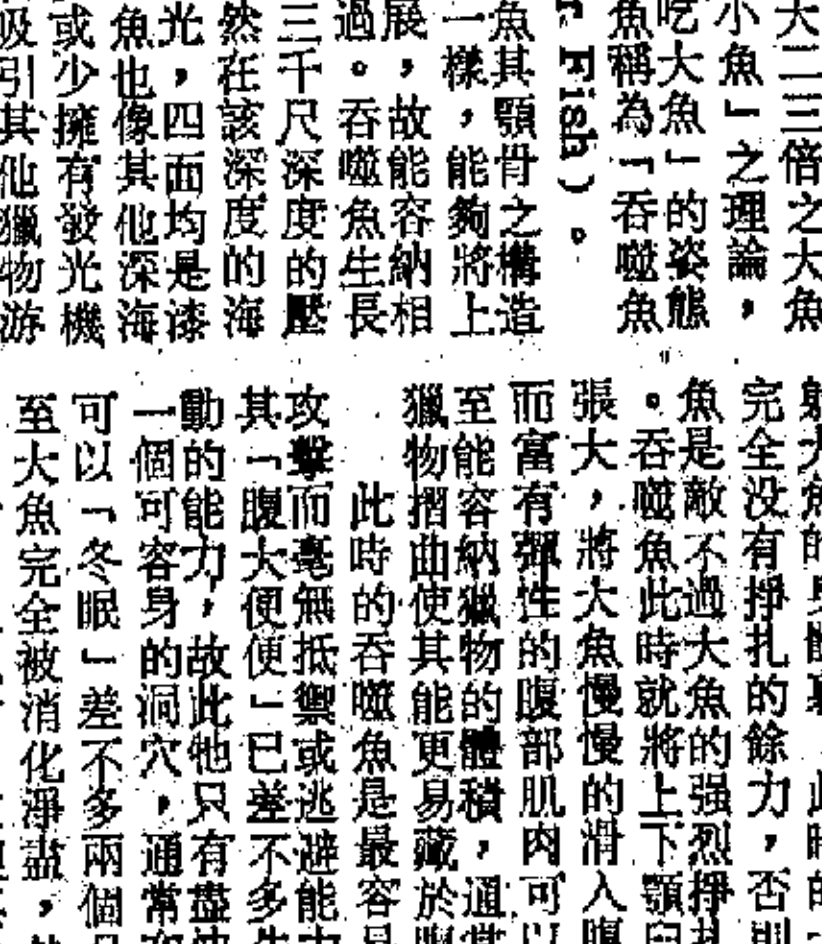 大二三倍之大魚
小魚」之理論,
吃大魚」的姿態
魚稱為「吞噬魚
r Fish)。
魚其顎骨之構造
一樣,能夠將上
展,故能容納相
過。吞噬魚生長
三千尺深度的壓
然在該深度的海
光,四面均是漆
魚也像其他深海
或少擁有發光機
吸引其他獵物游
大魚的身體裏
完全没有掙扎的餘力,否則
魚是敵不過大魚的强烈掙扎
。吞噬魚此時就將上下顎
張大,將大魚慢慢的滑入腹
而富有彈性的腹部肌肉可以
至能容納獵物的體積,通常
獵物摺曲使其能更易藏於
此時的吞噬魚是最容易
攻擊而毫無抵禦或逃避能力
其「腹大便便」已差不多
動的能力,故此牠只有盡
一個可容身的洞穴,通常
可以「冬眠」差不多兩個
至大魚完全被消化淨盡,